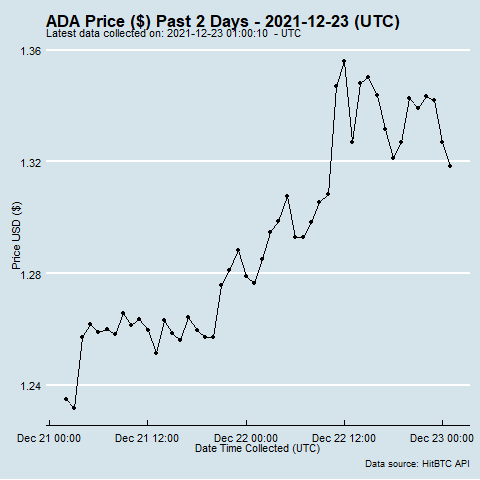 ADA Price ($) Past 2 Days - 2021-12-23 (UTC)
Latest data collected on: 2021-12-23 01:00:10  - UTC
1.36
1.32
1.28
1.24
Price USD ($)
Dec 21 00:00 Dec 21 12:00 Dec 22 00:00 Dec 22 12:00 Dec 23 00:00
Date Time Collected (UTC)
Data source: HitBTC API